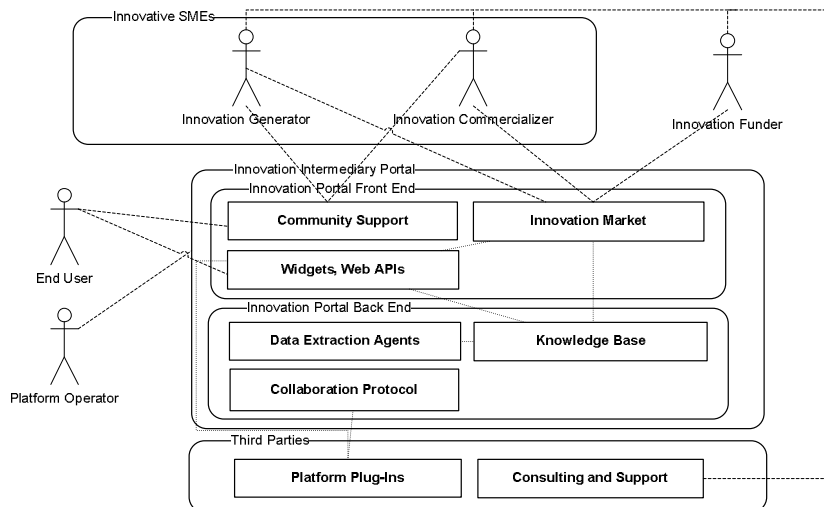 Innovative SMEs
Innovation Generator
Innovation Commercializer
Innovation Funder
Innovation Intermediary Portal
Innovation Portal Front End
Community Support
Innovation Market
Widgets, Web APIs
End User
Innovation Portal Back End
Data Extraction Agents
Knowledge Base
Platform Operator
Collaboration Protocol
Third Parties
Platform Plug-Ins
Consulting and Support